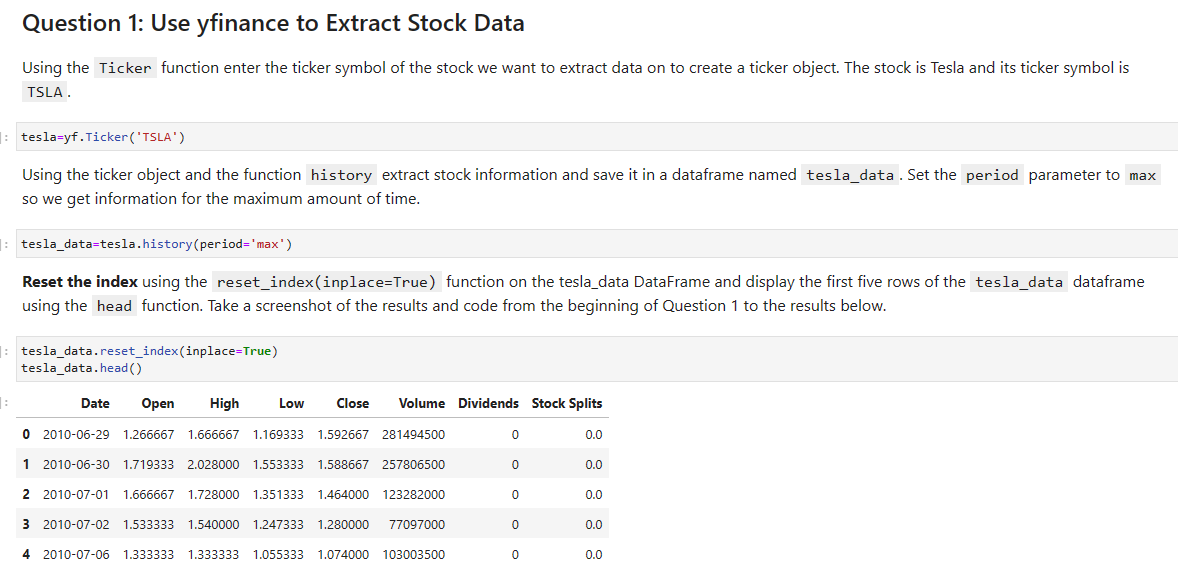 Question 1: Use yfinance to Extract Stock Data
Using the Ticker function enter the ticker symbol of the stock we want to extract data on to create a ticker object. The stock is Tesla and its ticker symbol is
TSLA .
]: tesla=yf.Ticker('TSLA')
Using the ticker object and the function history extract stock information and save it in a dataframe named tesla_data . Set the period parameter to max
so we get information for the maximum amount of time.
]: tesla_data=tesla.history(period='max')
Reset the index using the reset_index(inplace=True) function on the tesla_data DataFrame and display the first five rows of the tesla_data dataframe
using the head function. Take a screenshot of the results and code from the beginning of Question 1 to the results below.
]: tesla_data.reset_index(inplace=True)
tesla_data.head()
]: Date Open High Low Close Volume Dividends Stock Splits
0 2010-06-29 1.266667 1.666667 1.169333 1.592667 281494500 0 0.0
1 2010-06-30 1.719333 2.028000 1.553333 1.588667 257806500 0 0.0
2 2010-07-01 1.666667 1.728000 1.351333 1.464000 123282000 0 0.0
3 2010-07-02 1.533333 1.540000 1.247333 1.280000 77097000 0 0.0
4 2010-07-06 1.333333 1.333333 1.055333 1.074000 103003500 0 0.0